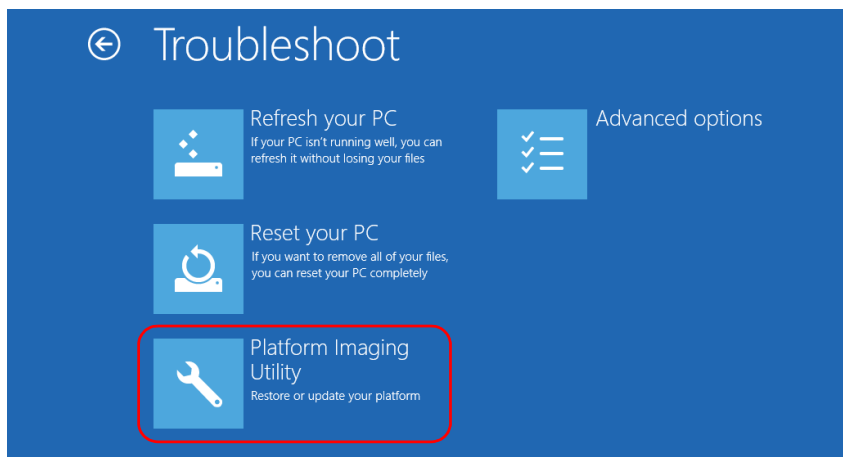 Troubleshoot
Refresh your PC
If your PC isn't running well, you can
refresh it without losing your files
Reset your PC
If you want to remove all of your files,
you can reset your PC completely
Platform Imaging
Utility
Restore or update your platform
Advanced options